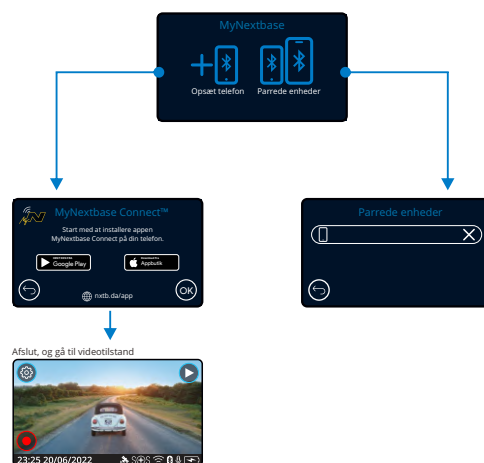 MyNextbase
Opsæt telefon
Parrede enheder
MyNextbase Connect™
Start med at installere appen
MyNextbase Connect på din telefon.
Google Play
Appbutik
nxtb.da/app
OK
Parrede enheder
Afslut, og gå til videotilstand
23:25 20/06/2022
SOS